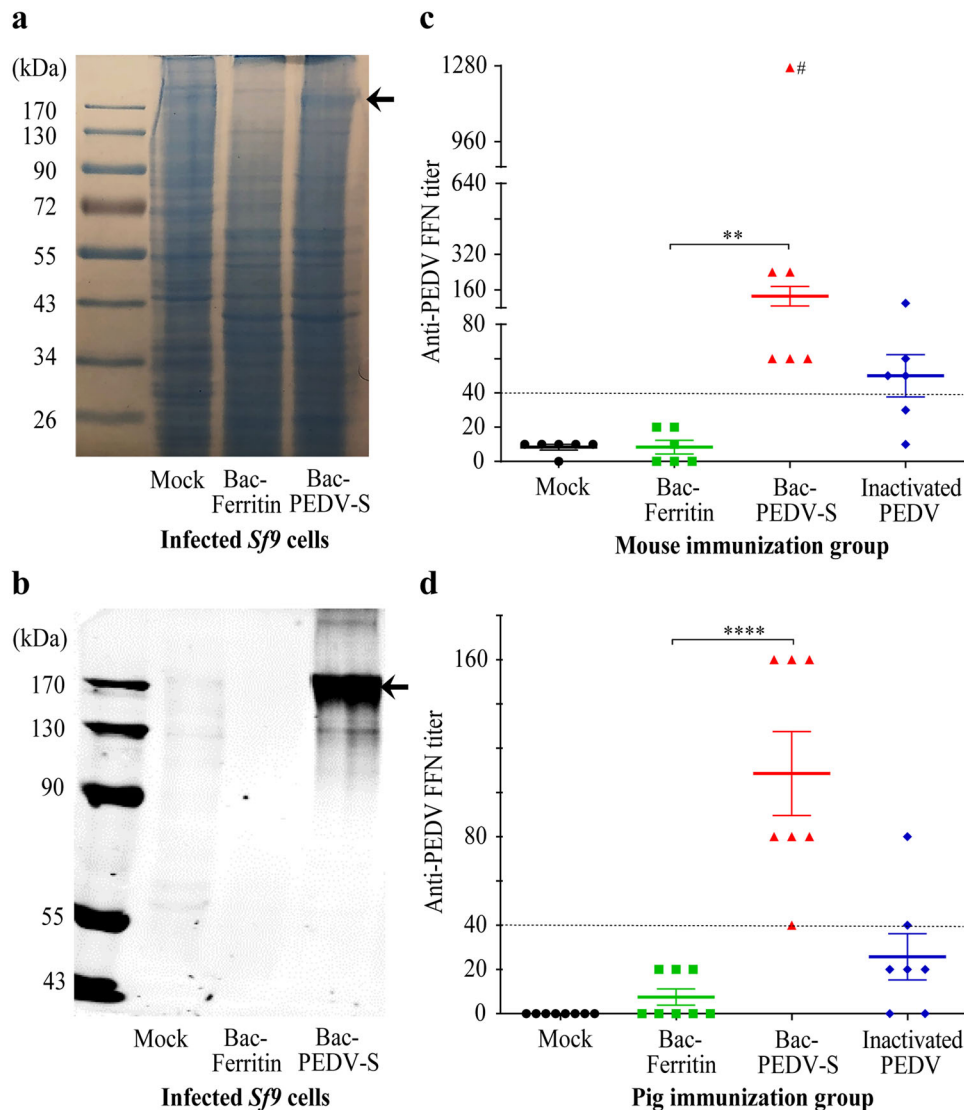 a
(kDa)
170
130
90
72
55
43
34
26
Mock Bac-Ferritin Bac-PEDV-S
Infected Sf9 cells
b
(kDa)
170
130
90
55
43
Mock Bac-Ferritin Bac-PEDV-S
Infected Sf9 cells
c
Anti-PEDV FFN titer
1280
960
640
320
160
80
40
20
0
#
**
Mock Bac-Ferritin Bac-PEDV-S Inactivated PEDV
Mouse immunization group
d
Anti-PEDV FFN titer
160
80
40
20
0
****
Mock Bac-Ferritin Bac-PEDV-S Inactivated PEDV
Pig immunization group